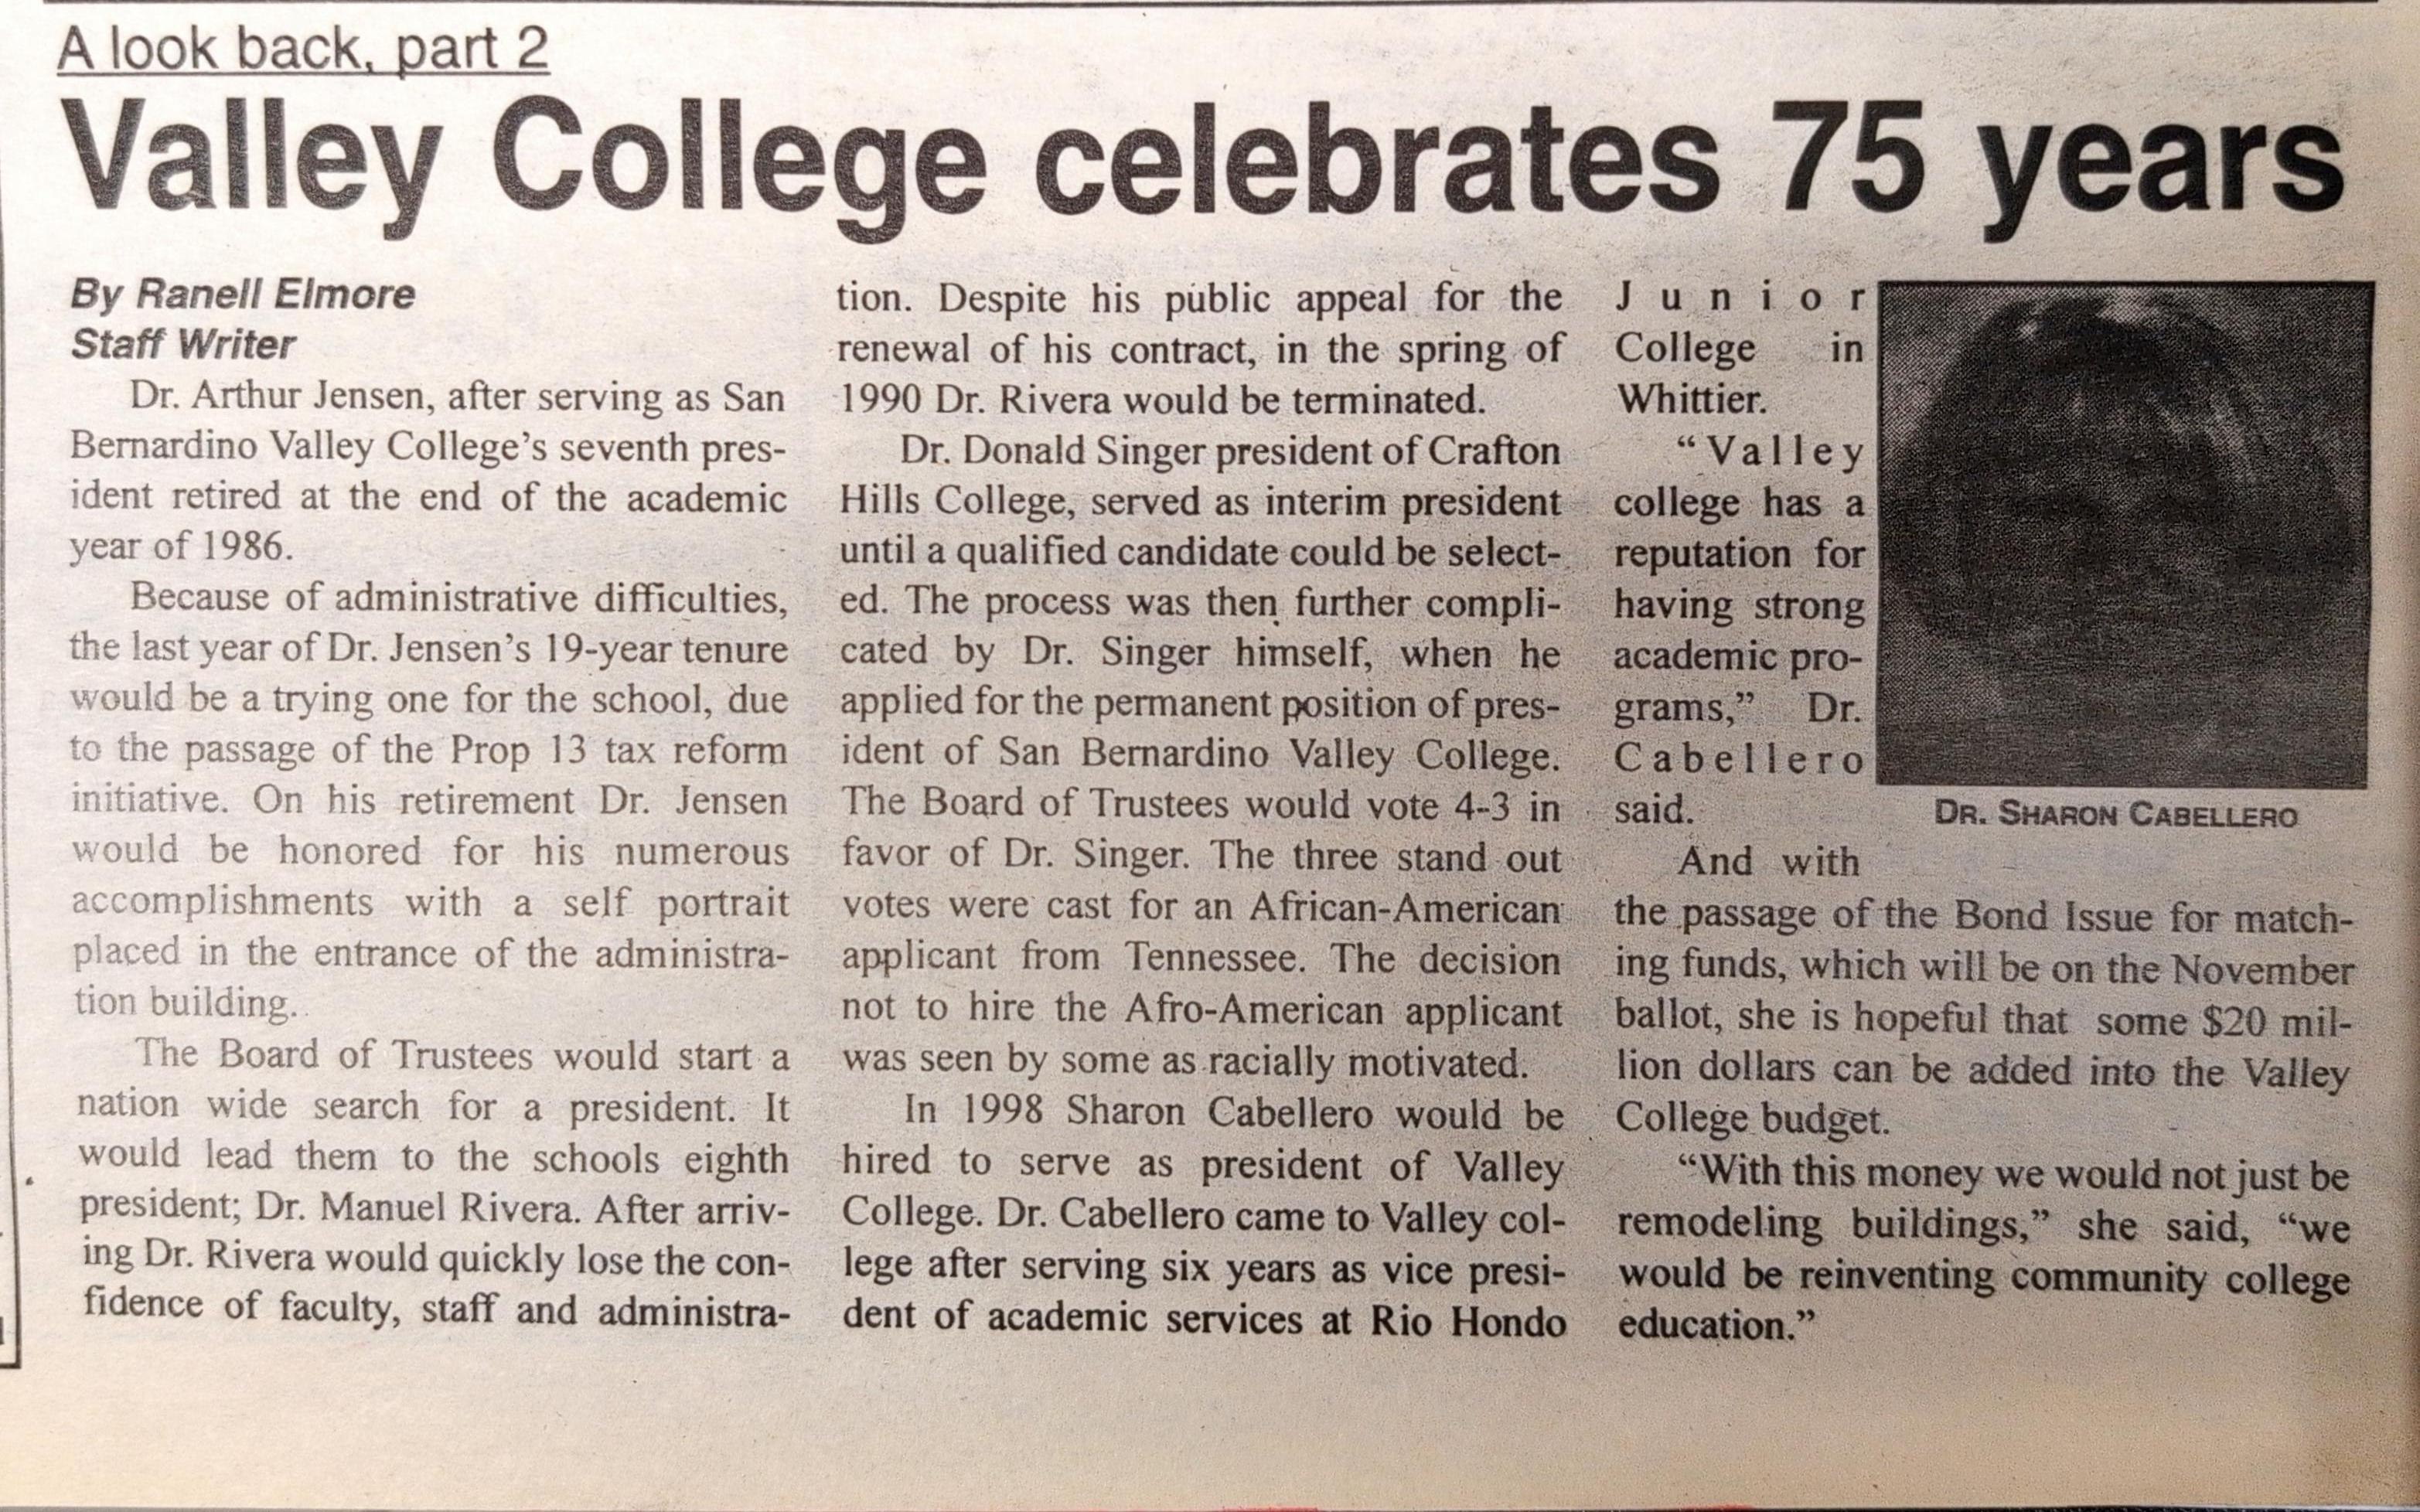 A look back, part 2
Valley College celebrates 75 years
By Ranell Elmore
Staff Writer
Dr. Arthur Jensen, after serving as San
Bernardino Valley College's seventh pres-
ident retired at the end of the academic
year of 1986.
Because of administrative difficulties,
the last year of Dr. Jensen's 19-year tenure
would be a trying one for the school, due
to the passage of the Prop 13 tax reform
initiative. On his retirement Dr. Jensen
would be honored for his numerous
accomplishments with a self portrait
placed in the entrance of the administra-
tion building.
The Board of Trustees would start a
nation wide search for a president. It
would lead them to the schools eighth
president; Dr. Manuel Rivera. After arriv-
ing Dr. Rivera would quickly lose the con-
fidence of faculty, staff and administra-
tion. Despite his public appeal for the
renewal of his contract, in the spring of
1990 Dr. Rivera would be terminated.
Dr. Donald Singer president of Crafton
Hills College, served as interim president
until a qualified candidate could be select-
ed. The process was then further compli-
cated by Dr. Singer himself, when he
applied for the permanent position of pres-
ident of San Bernardino Valley College.
The Board of Trustees would vote 4-3 in
favor of Dr. Singer. The three stand out
votes were cast for an African-American
applicant from Tennessee. The decision
not to hire the Afro-American applicant
was seen by some as racially motivated.
In 1998 Sharon Cabellero would be
hired to serve as president of Valley
College. Dr. Cabellero came to Valley col-
lege after serving six years as vice presi-
dent of academic services at Rio Hondo
Junior
College in
Whittier.
"Valley
college has a
reputation for
having strong
academic pro-
grams," Dr.
Cabellero
said.
DR. SHARON CABELLERO
And with
the passage of the Bond Issue for match-
ing funds, which will be on the November
ballot, she is hopeful that some $20 mil-
lion dollars can be added into the Valley
College budget.
"With this money we would not just be
remodeling buildings," she said, "we
would be reinventing community college
education."